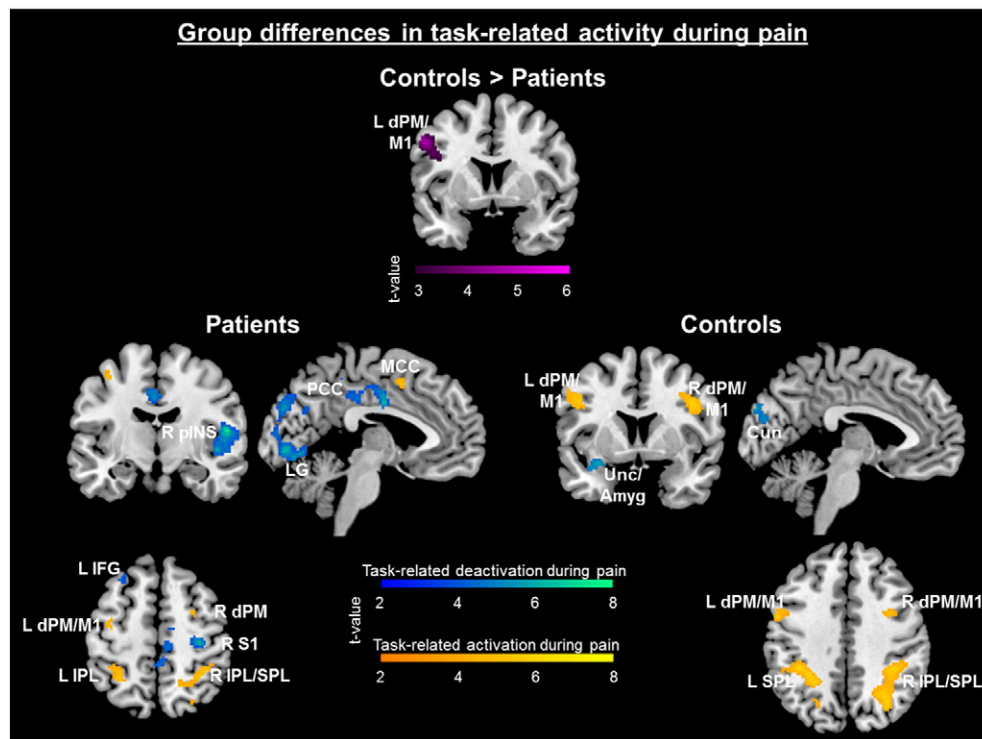 Group differences in task-related activity during pain
Controls > Patients
L dPM/
M1
t-value
3 4 5 6
Patients
Controls
R pINS
PCC
MCC
LG
L dPM/
M1
R dPM/
M1
Unc/
Amyg
Cun
L IFG
L dPM/M1
L IPL
R dPM
R S1
R IPL/SPL
Task-related deactivation during pain
2 4 6 8
t-value
Task-related activation during pain
2 4 6 8
L dPM/M1
R dPM/M1
L SPL
R IPL/SPL